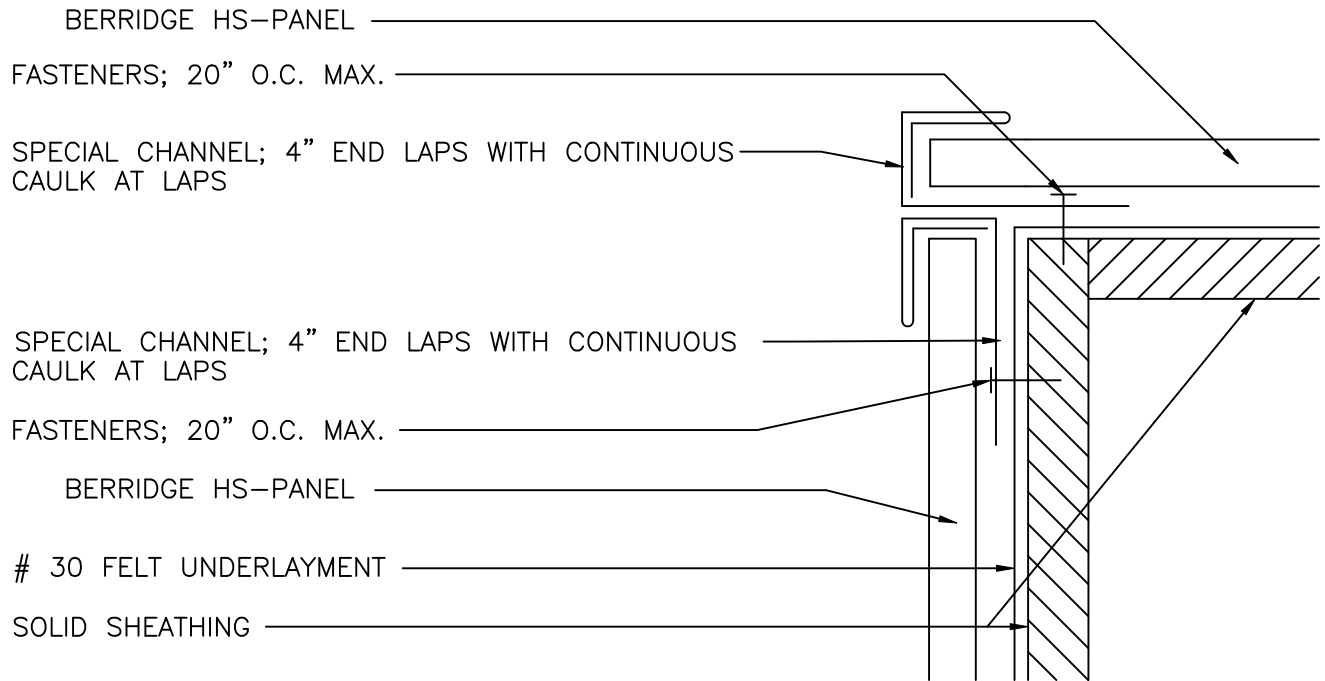 BERRIDGE HS-PANEL
FASTENERS; 20" O.C. MAX.
SPECIAL CHANNEL; 4" END LAPS WITH CONTINUOUS
CAULK AT LAPS
SPECIAL CHANNEL; 4" END LAPS WITH CONTINUOUS
CAULK AT LAPS
FASTENERS; 20" O.C. MAX.
BERRIDGE HS-PANEL
# 30 FELT UNDERLAYMENT
SOLID SHEATHING